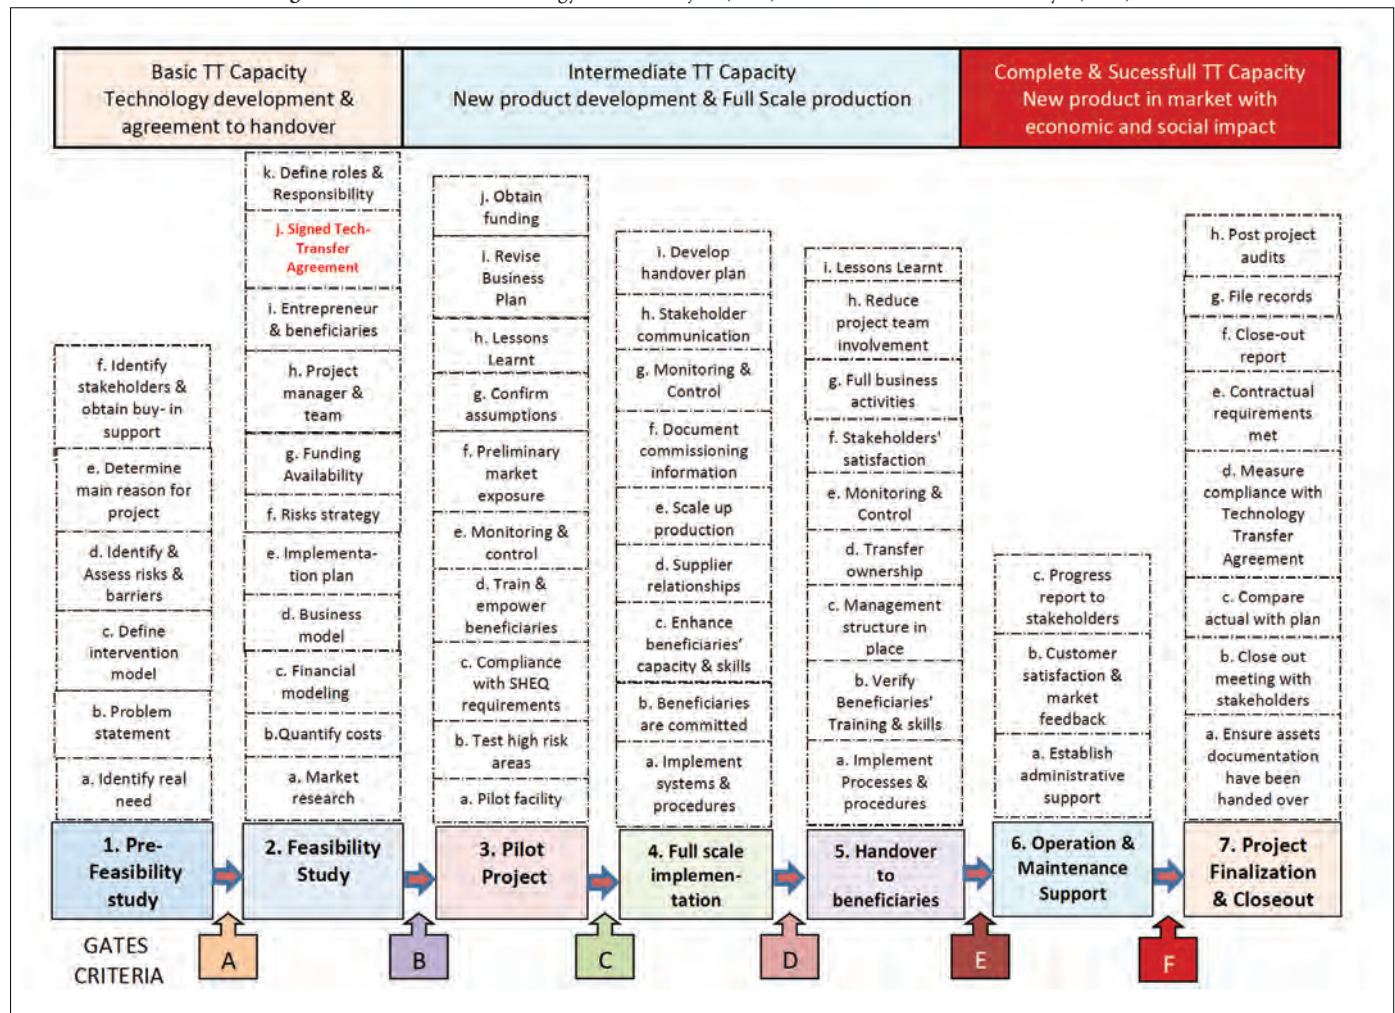 Basic TT Capacity
Technology development &
agreement to handover
Intermediate TT Capacity
New product development & Full Scale production
Complete & Sucessfull TT Capacity
New product in market with
economic and social impact
f. Identify
stakeholders &
obtain buy- in
support
e. Determine
main reason for
project
d. Identify &
Assess risks &
barriers
c. Define
intervention
model
b. Problem
statement
a. Identify real
need
1. Pre-
Feasibility
study
k. Define roles &
Responsibility
j. Signed Tech-
Transfer
Agreement
i. Entrepreneur
& beneficiaries
h. Project
manager &
team
g. Funding
Availability
f. Risks strategy
e. Implementa-
tion plan
d. Business
model
c. Financial
modeling
b.Quantify costs
a. Market
research
2. Feasibility
Study
j. Obtain
funding
i. Revise
Business
Plan
h. Lessons
Learnt
g. Confirm
assumptions
f. Preliminary
market
exposure
e. Monitoring &
control
d. Train &
empower
beneficiaries
c. Compliance
with SHEQ
requirements
b. Test high risk
areas
a. Pilot facility
3. Pilot
Project
i. Develop
handover plan
h. Stakeholder
communication
g. Monitoring &
Control
f. Document
commissioning
information
e. Scale up
production
d. Supplier
relationships
c. Enhance
beneficiaries'
capacity & skills
b. Beneficiaries
are committed
a. Implement
systems &
procedures
4. Full scale
implemen-
tation
i. Lessons Learnt
h. Reduce
project team
involvement
g. Full business
activities
f. Stakeholders'
satisfaction
e. Monitoring &
Control
d. Transfer
ownership
c. Management
structure in
place
b. Verify
Beneficiaries'
Training & skills
a. Implement
Processes &
procedures
5. Handover
to
beneficiaries
c. Progress
report to
stakeholders
b. Customer
satisfaction &
market
feedback
a. Establish
administrative
support
6. Operation &
Maintenance
Support
h. Post project
audits
g. File records
f. Close-out
report
e. Contractual
requirements
met
d. Measure
compliance with
Technology
Transfer
Agreement
c. Compare
actual with plan
b. Close out
meeting with
stakeholders
a. Ensure assets
documentation
have been
handed over
7. Project
Finalization
& Closeout
GATES
CRITERIA
A
B
C
D
E
F